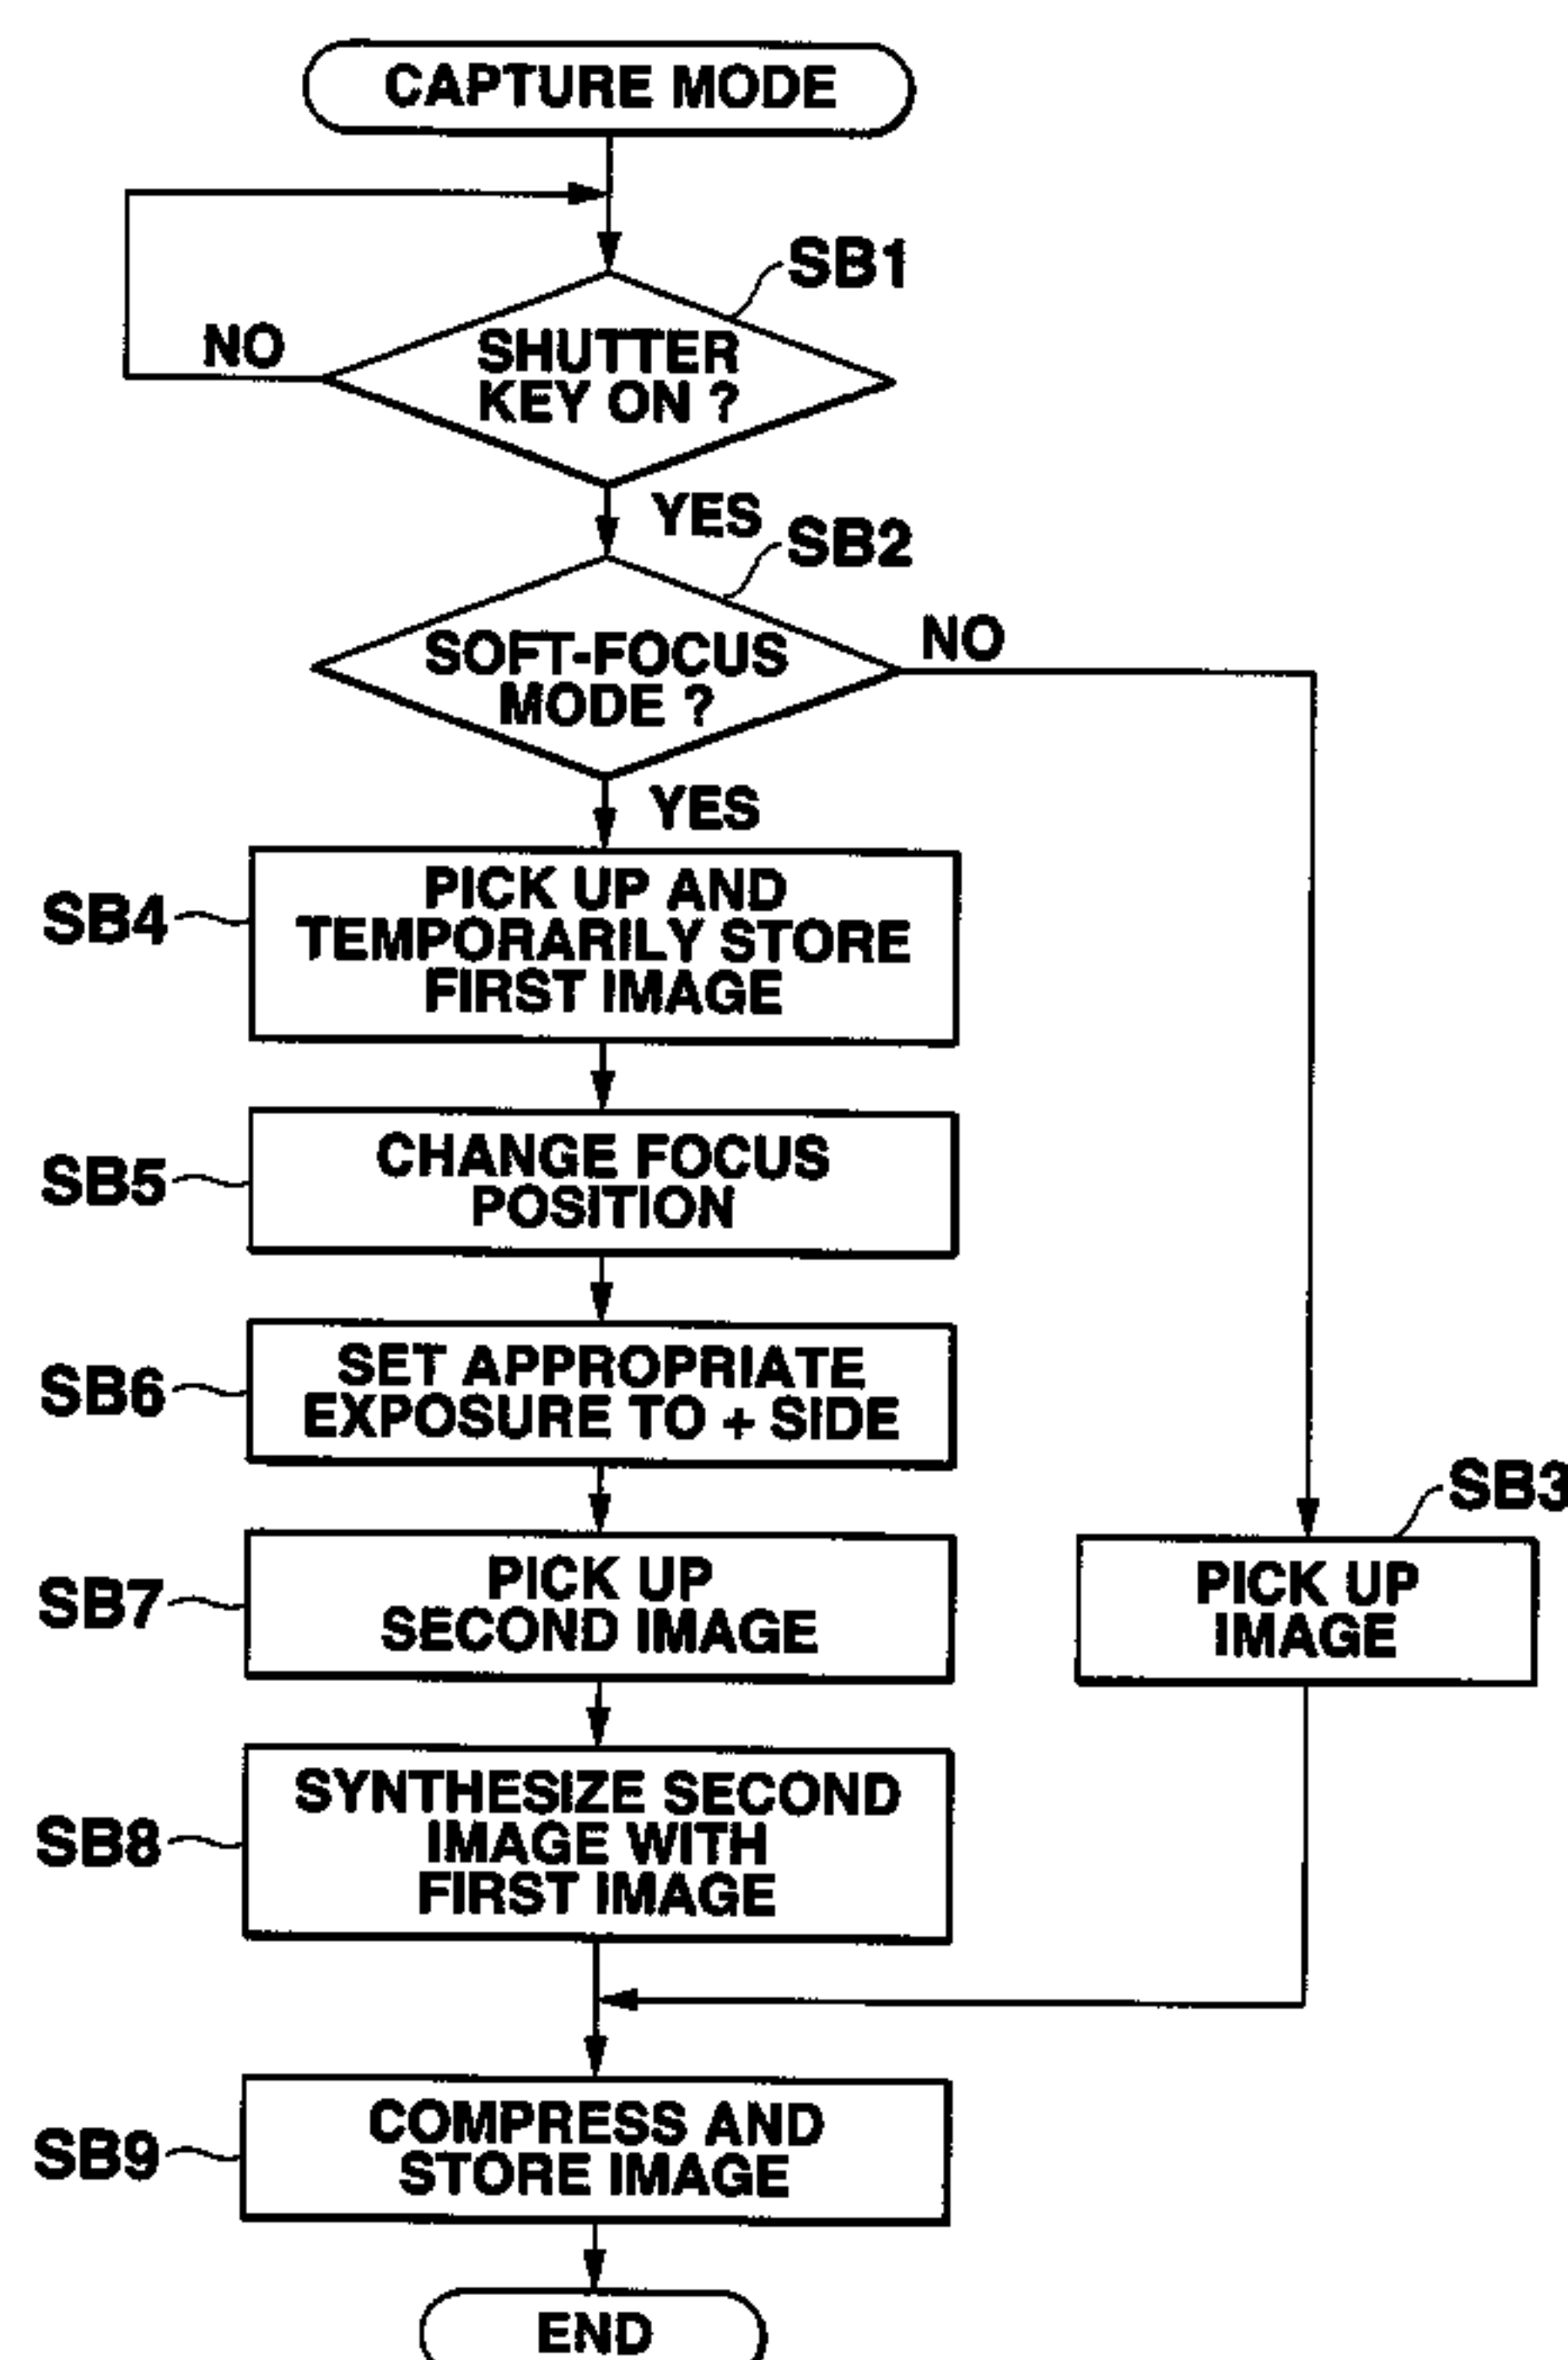 CAPTURE MODE
SB1
NO
SHUTTER
KEY ON ?
YES
SB2
NO
SOFT-FOCUS
MODE ?
YES
SB4
PICK UP AND
TEMPORARILY STORE
FIRST IMAGE
SB5
CHANGE FOCUS
POSITION
SB6
SET APPROPRIATE
EXPOSURE TO + SIDE
SB3
SB7
PICK UP
SECOND IMAGE
PICK UP
IMAGE
SB8
SYNTHESIZE SECOND
IMAGE WITH
FIRST IMAGE
SB9
COMPRESS AND
STORE IMAGE
END